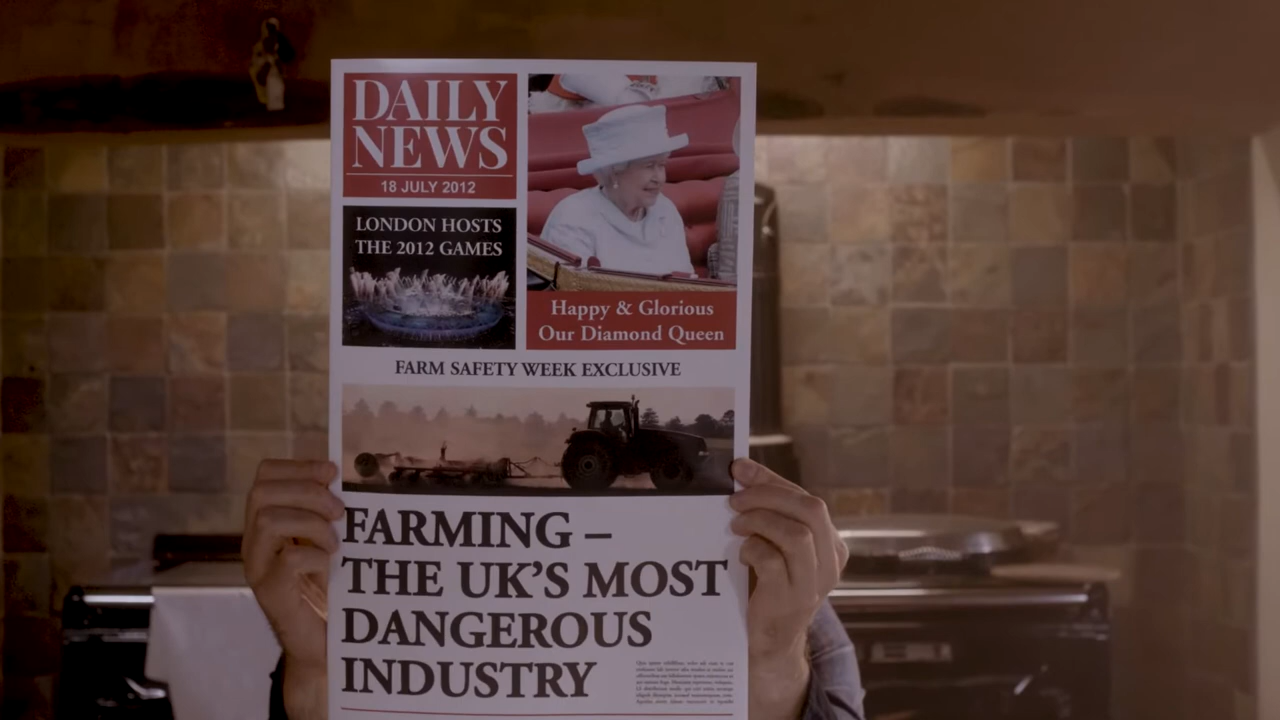 DAILY
NEWS
18 JULY 2012
LONDON HOSTS
THE 2012 GAMES
Happy & Glorious
Our Diamond Queen
FARM SAFETY WEEK EXCLUSIVE
FARMING –
THE UK'S MOST
DANGEROUS
INDUSTRY